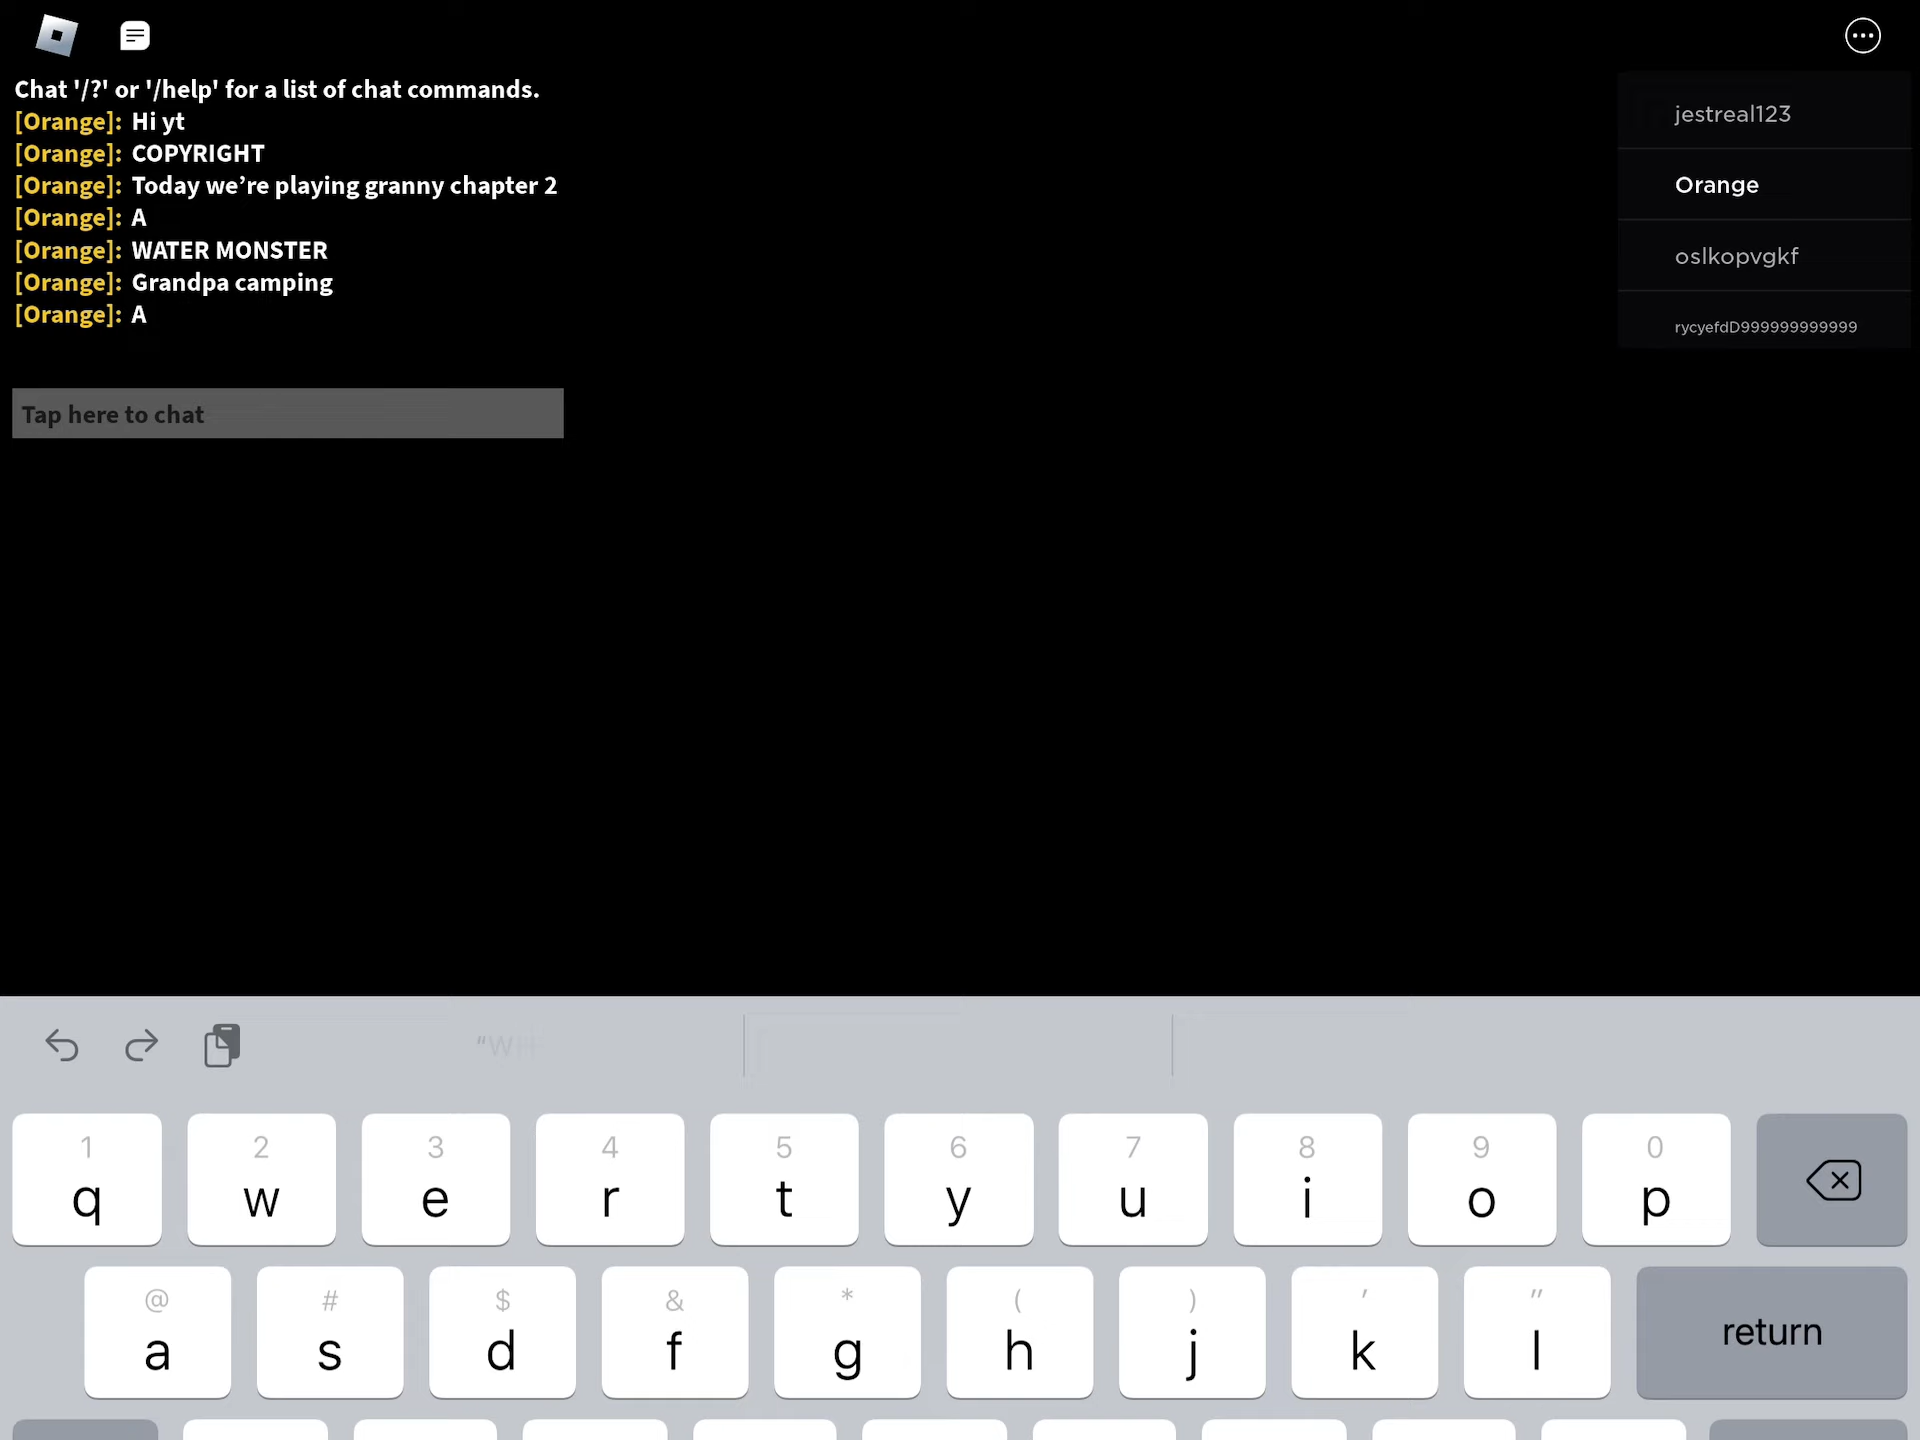 Chat '/?' or '/help' for a list of chat commands.
[Orange]: Hi yt
[Orange]: COPYRIGHT
[Orange]: Today we’re playing granny chapter 2
[Orange]: A
[Orange]: WATER MONSTER
[Orange]: Grandpa camping
[Orange]: A
Tap here to chat
jestreal123
Orange
oslkopvgkf
rycyefdD999999999999
1 2 3 4 5 6 7 8 9 0
q w e r t y u i o p
@ # $ & * ( ) ' "
a s d f g h j k l return